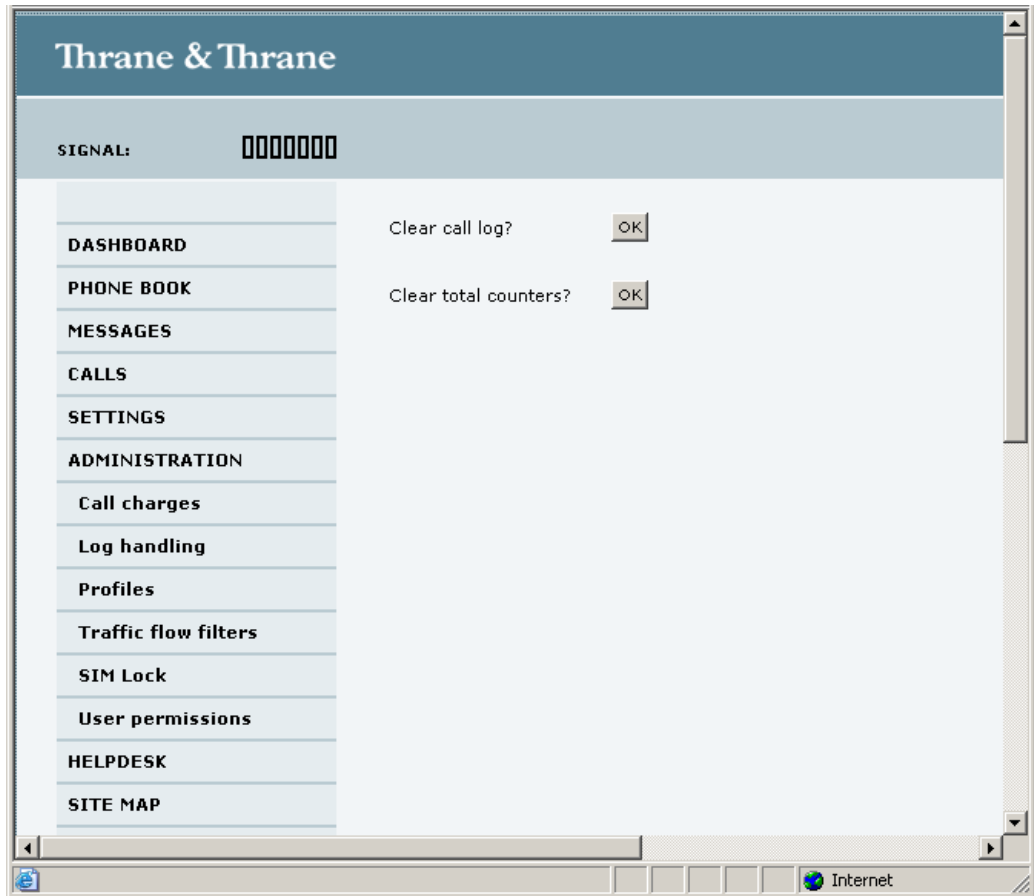 Thrane & Thrane
SIGNAL:
Clear call log? OK
DASHBOARD
PHONE BOOK
Clear total counters? OK
MESSAGES
CALLS
SETTINGS
ADMINISTRATION
Call charges
Log handling
Profiles
Traffic flow filters
SIM Lock
User permissions
HELPDESK
SITE MAP
Internet